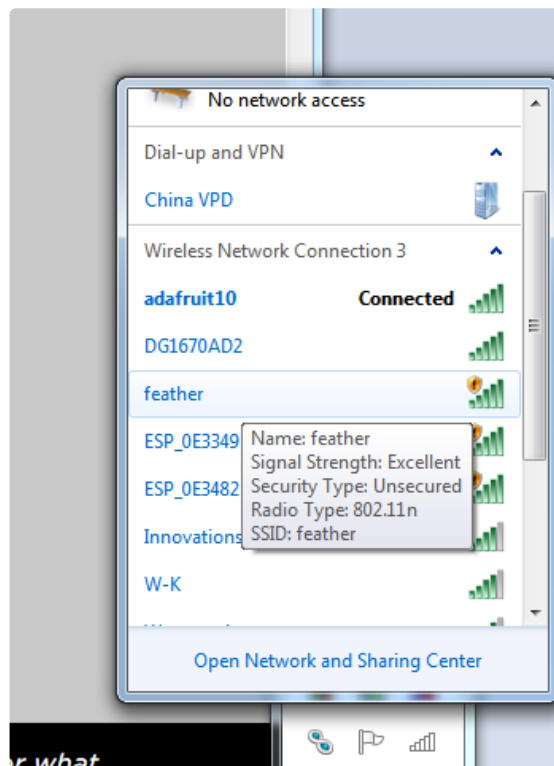 No network access
Dial-up and VPN
China VPD
Wireless Network Connection 3
adafruit10 Connected
DG1670AD2
feather
ESP_0E3349
ESP_0E3482
Name: feather
Signal Strength: Excellent
Security Type: Unsecured
Radio Type: 802.11n
SSID: feather
Innovations
W-K
Open Network and Sharing Center
what